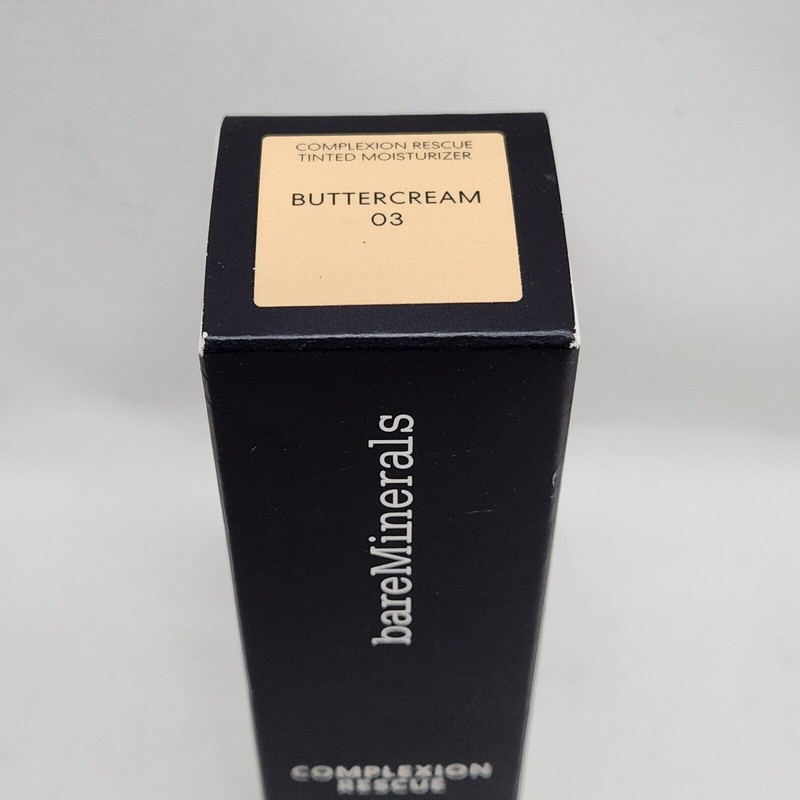 COMPLEXION RESCUE
TINTED MOISTURIZER
BUTTERCREAM
03
bareMinerals
COMPLEXION
RESCUE